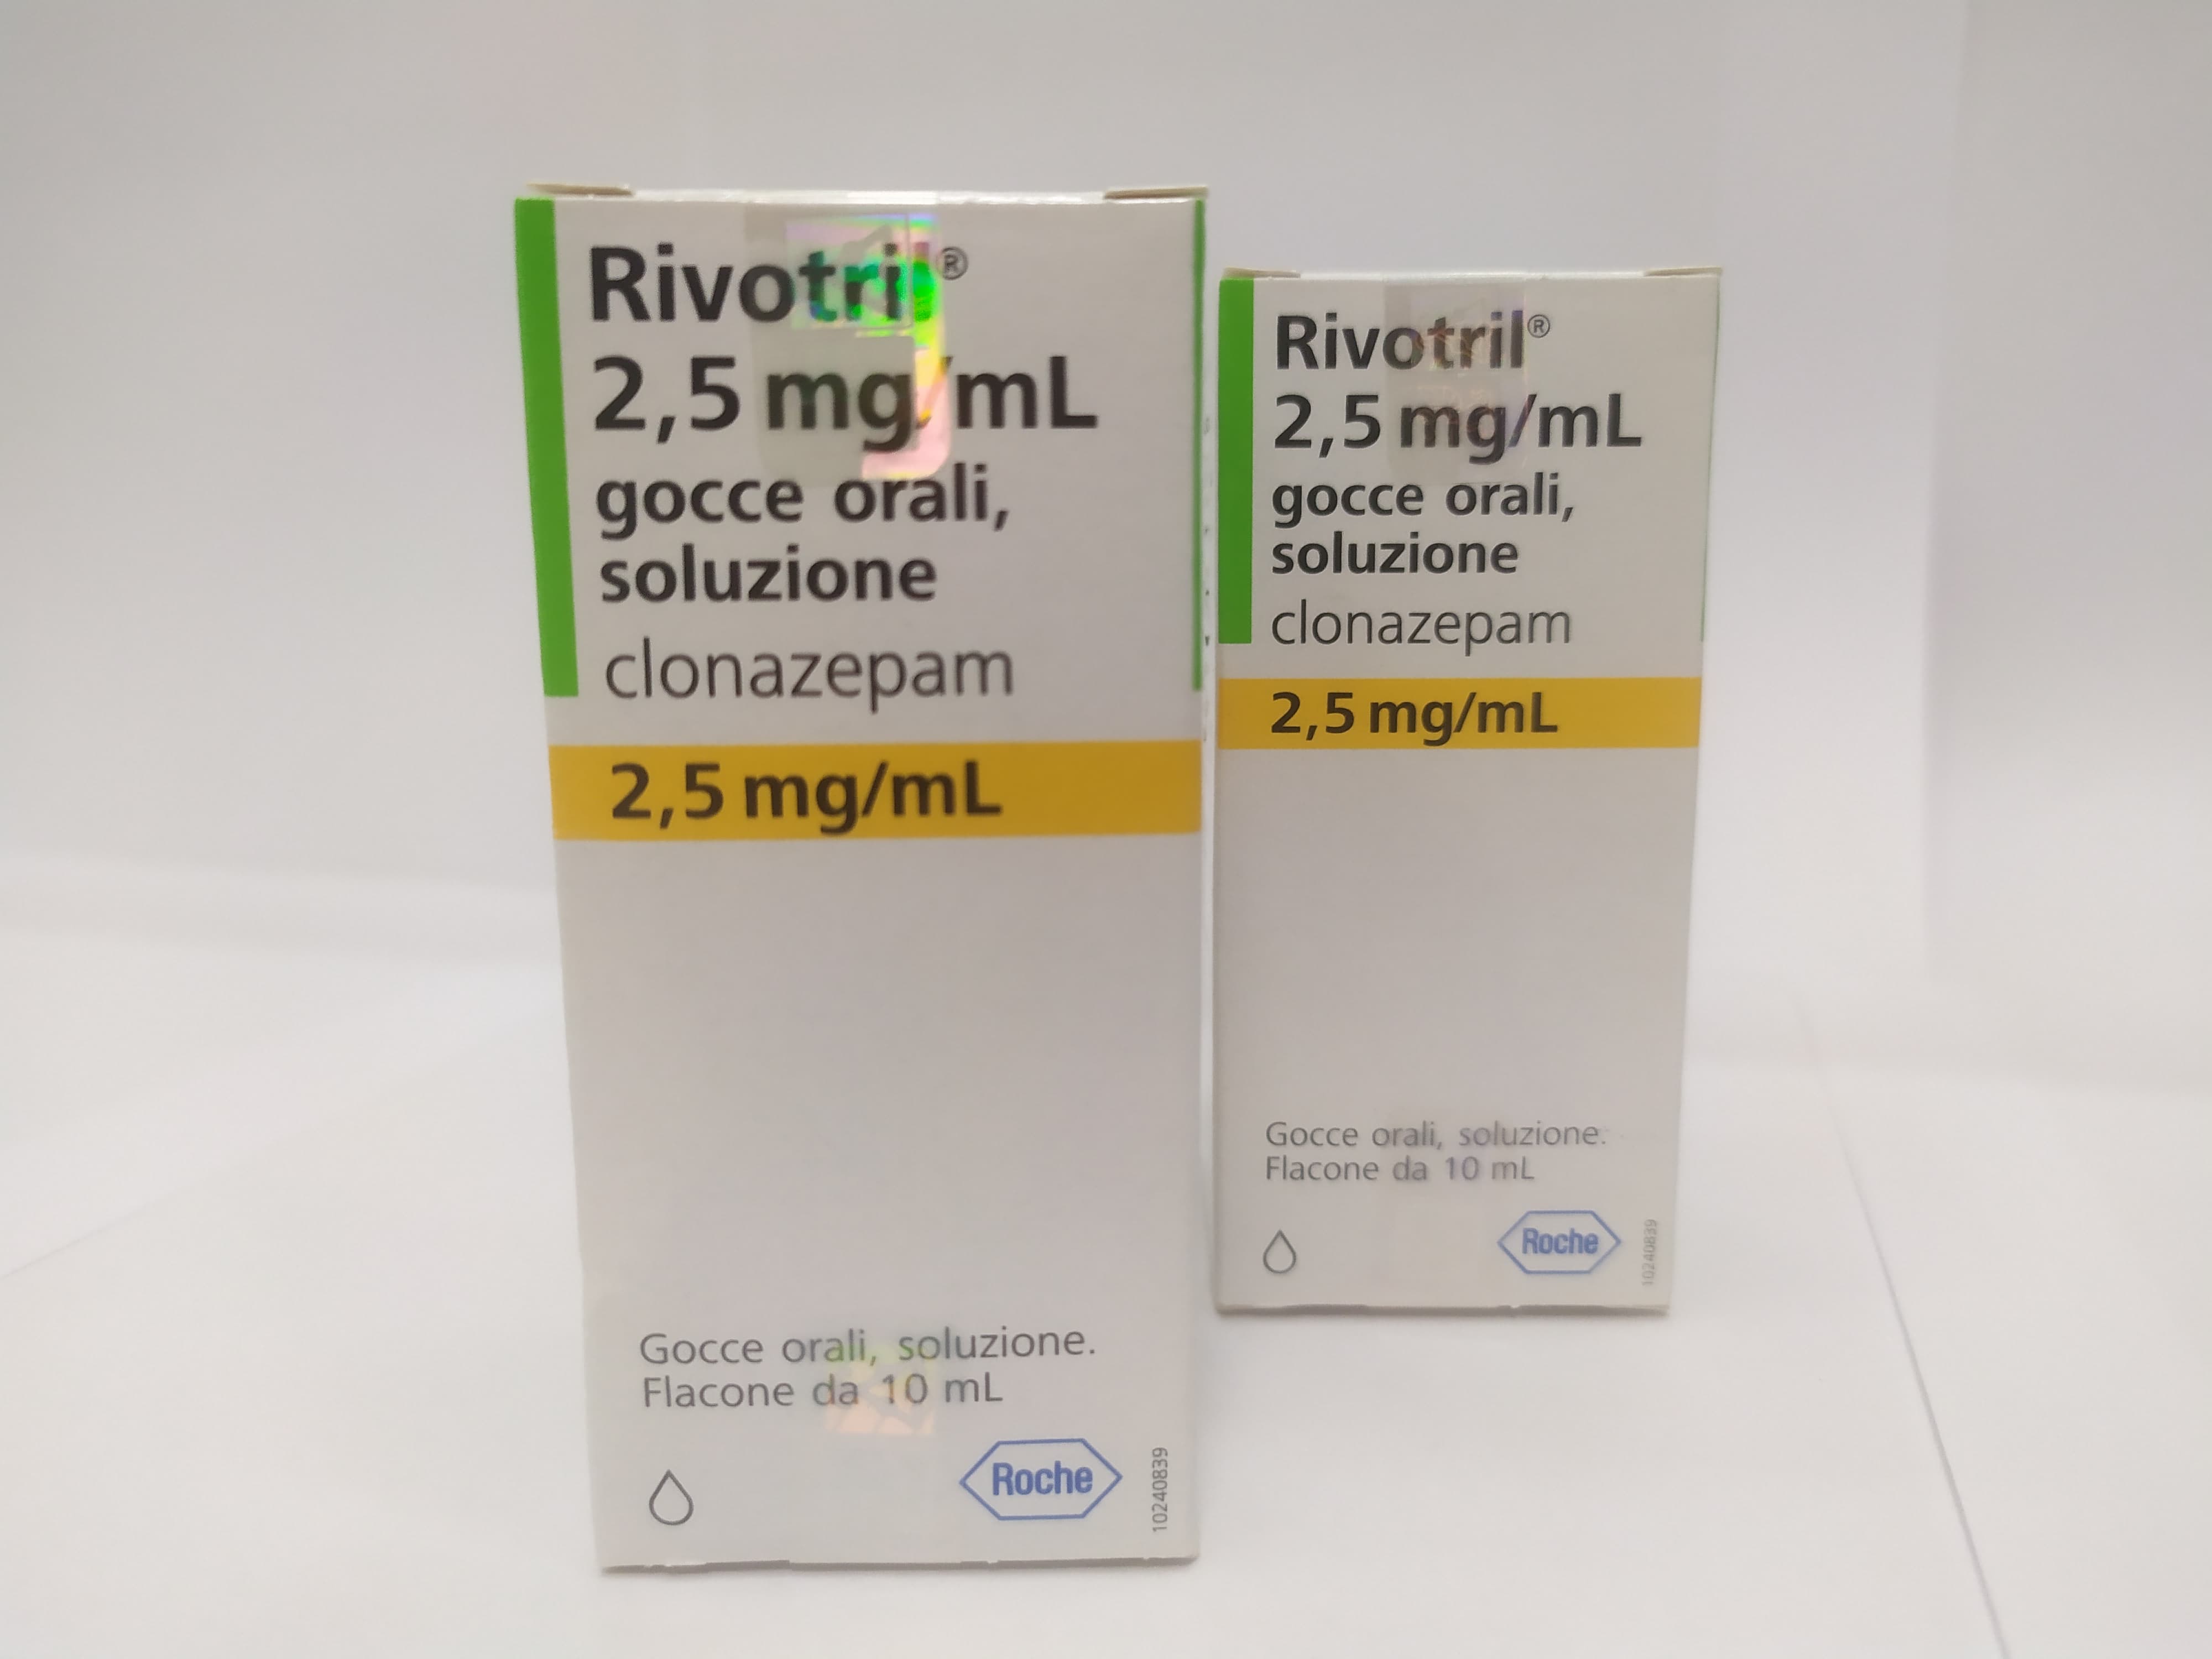 Rivotril®
2,5 mg/mL
gocce orali,
soluzione
clonazepam
2,5 mg/mL
Gocce orali, soluzione.
Flacone da 10 mL
Roche
10240839
Rivotril®
2,5 mg/mL
gocce orali,
soluzione
clonazepam
2,5 mg/mL
Gocce orali, soluzione.
Flacone da 10 mL
Roche
10240839